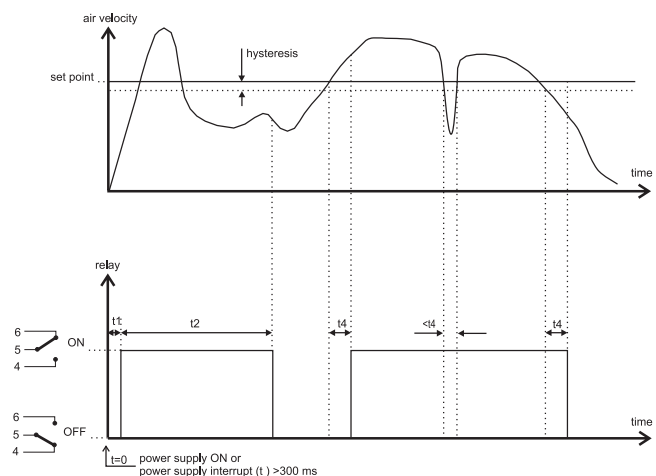 air velocity
hysteresis
set point
time
relay
t1
t2
t4
<t4
t4
6
5
4
ON
6
5
4
OFF
time
t=0
power supply ON or
power supply interrupt (t ) >300 ms